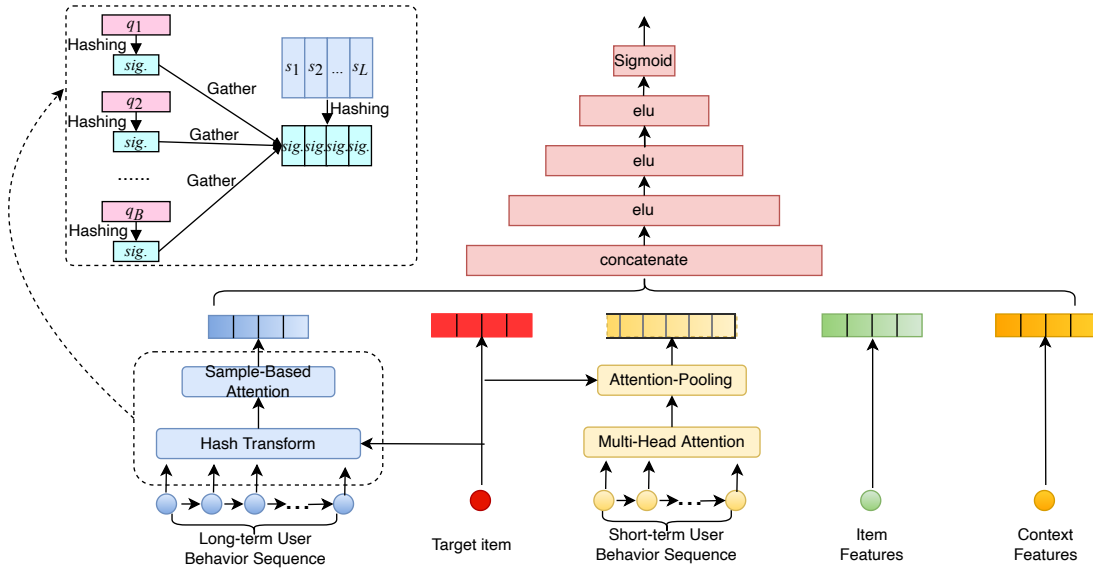 q1
Hashing
sig.
Gather
q2
Hashing
sig.
Gather
......
Gather
qB
Hashing
sig.
s1 s2 ... sL
Hashing
sig. sig. sig. sig.
Sigmoid
elu
elu
elu
concatenate
Sample-Based
Attention
Hash Transform
...
Long-term User
Behavior Sequence
Target item
Attention-Pooling
Multi-Head Attention
...
Short-term User
Behavior Sequence
Item
Features
Context
Features